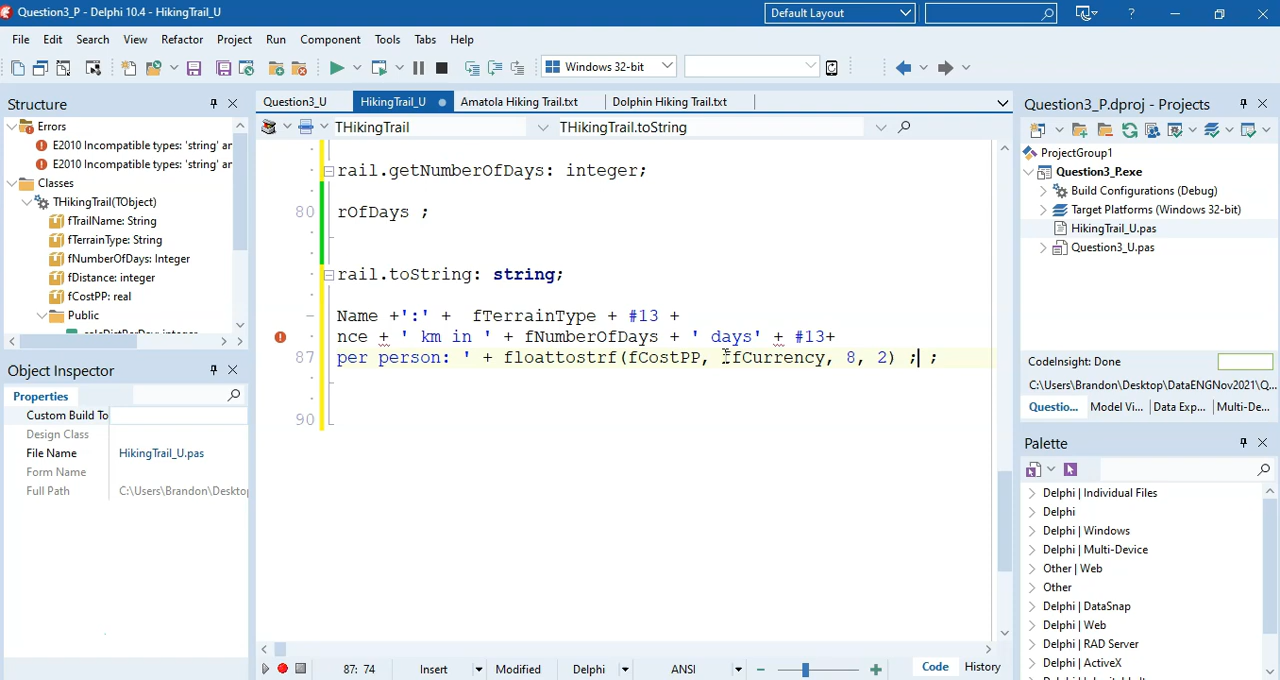 Question3_P - Delphi 10.4 - HikingTrail_U
Default Layout
?
File Edit Search View Refactor Project Run Component Tools Tabs Help
Windows 32-bit
Structure
Question3_U HikingTrail_U Amatola Hiking Trail.txt Dolphin Hiking Trail.txt
Question3_P.dproj - Projects
Errors
E2010 Incompatible types: 'string' ar
E2010 Incompatible types: 'string' ar
Classes
THikingTrail(TObject)
fTrailName: String
fTerrainType: String
fNumberOfDays: Integer
fDistance: integer
fCostPP: real
Public
THikingTrail THikingTrail.toString
rail.getNumberOfDays: integer;
80 rOfDays ;
rail.toString: string;
Name +':' + fTerrainType + #13 +
nce + ' km in ' + fNumberOfDays + ' days' + #13+
87 per person: ' + floattostrf(fCostPP, ffCurrency, 8, 2) ; ;
90
ProjectGroup1
Question3_P.exe
Build Configurations (Debug)
Target Platforms (Windows 32-bit)
HikingTrail_U.pas
Question3_U.pas
Object Inspector
Properties
Custom Build To
Design Class
File Name HikingTrail_U.pas
Form Name
Full Path C:\Users\Brandon\Deskto
CodeInsight: Done
C:\Users\Brandon\Desktop\DataENGNov2021\Q...
Questio... Model Vi... Data Exp... Multi-De...
Palette
Delphi | Individual Files
Delphi
Delphi | Windows
Delphi | Multi-Device
Other | Web
Other
Delphi | DataSnap
Delphi | Web
Delphi | RAD Server
Delphi | ActiveX
87: 74 Insert Modified Delphi ANSI Code History